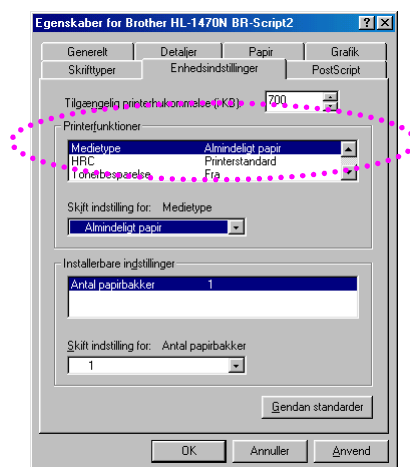 Egenskaber for Brother HL-1470N BR-Script2
Generelt Detaljer Papir Grafik
Skrifttyper Enhedsindstillinger PostScript
Tilgængelig printerhukommelse (KB): 700
Printerfunktioner
Medietype Almindeligt papir
HRC Printerstandard
Tonerbesparelse Fra
Skift indstilling for: Medietype
Almindeligt papir
Installerbare indstillinger
Antal papirbakker 1
Skift indstilling for: Antal papirbakker
1
Gendan standarder
OK Annuller Anvend